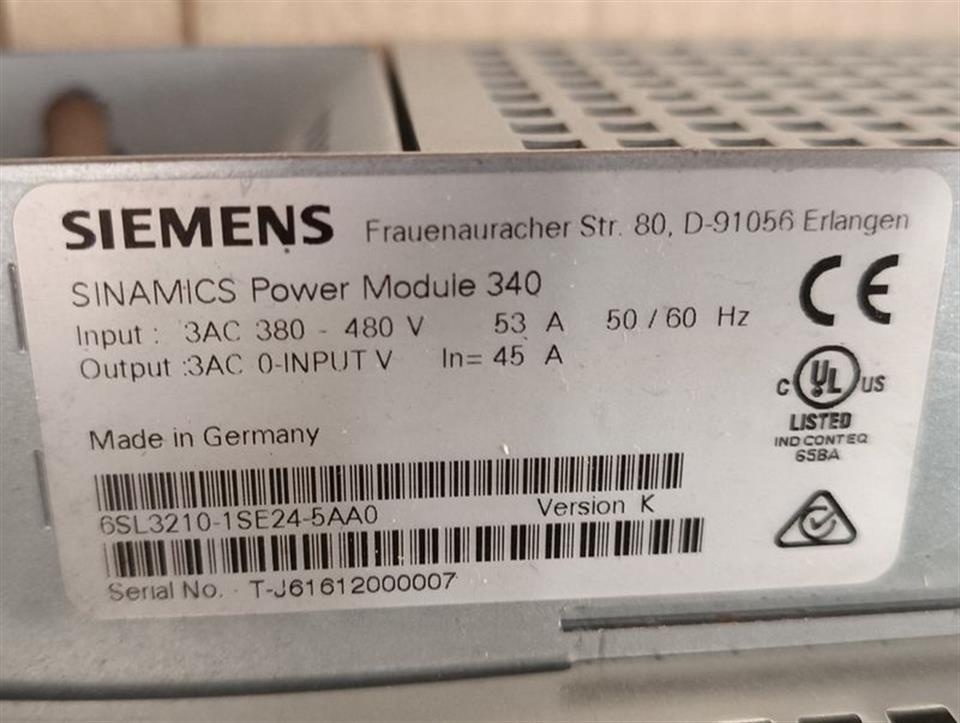 SIEMENS Frauenauracher Str. 80, D-91056 Erlangen
SINAMICS Power Module 340
Input : 3AC 380 - 480 V 53 A 50 / 60 Hz
Output :3AC 0-INPUT V In= 45 A
CE
C UL US
LISTED
IND CONT EQ
65BA
Made in Germany
6SL3210-1SE24-5AA0 Version K
Serial No. T-J61612000007